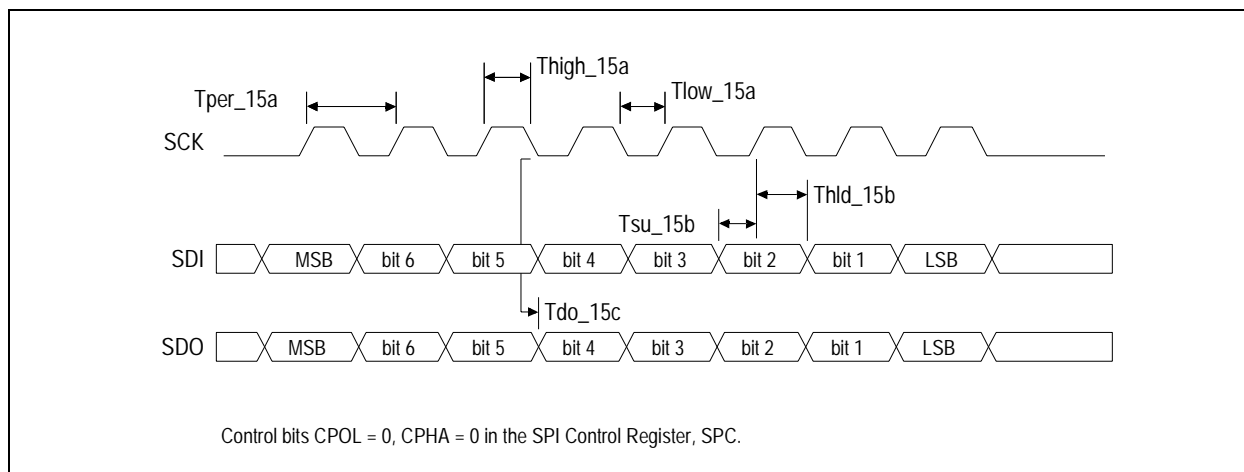 Thigh_15a
Tper_15a
Tlow_15a
SCK
Thld_15b
Tsu_15b
SDI MSB bit 6 bit 5 bit 4 bit 3 bit 2 bit 1 LSB
Tdo_15c
SDO MSB bit 6 bit 5 bit 4 bit 3 bit 2 bit 1 LSB
Control bits CPOL = 0, CPHA = 0 in the SPI Control Register, SPC.